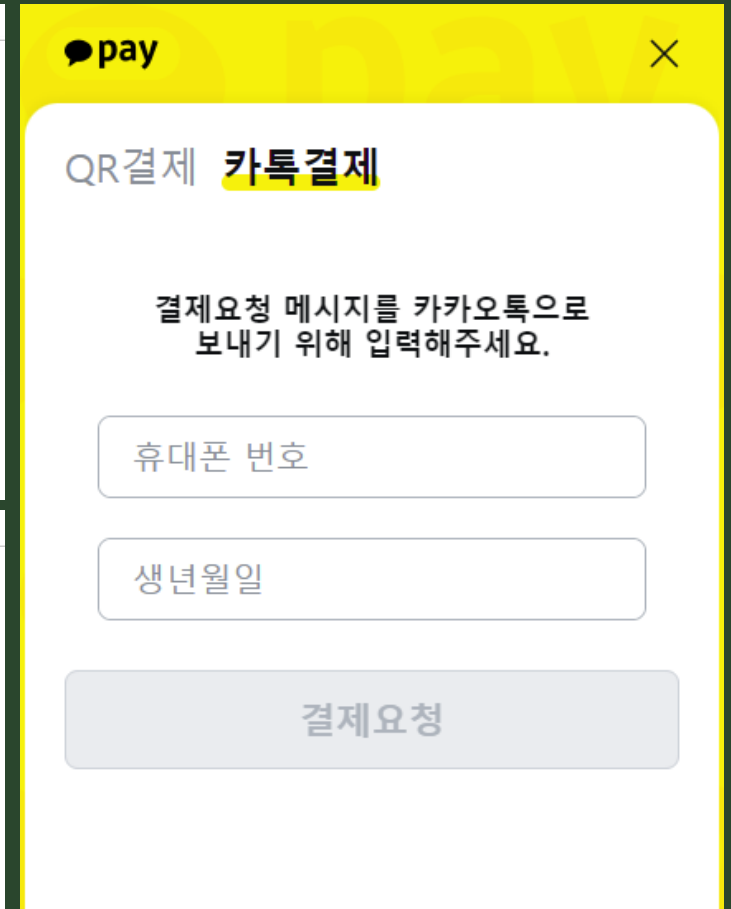 pay
QR결제 카톡결제
결제요청 메시지를 카카오톡으로
보내기 위해 입력해주세요.
휴대폰 번호
생년월일
결제요청